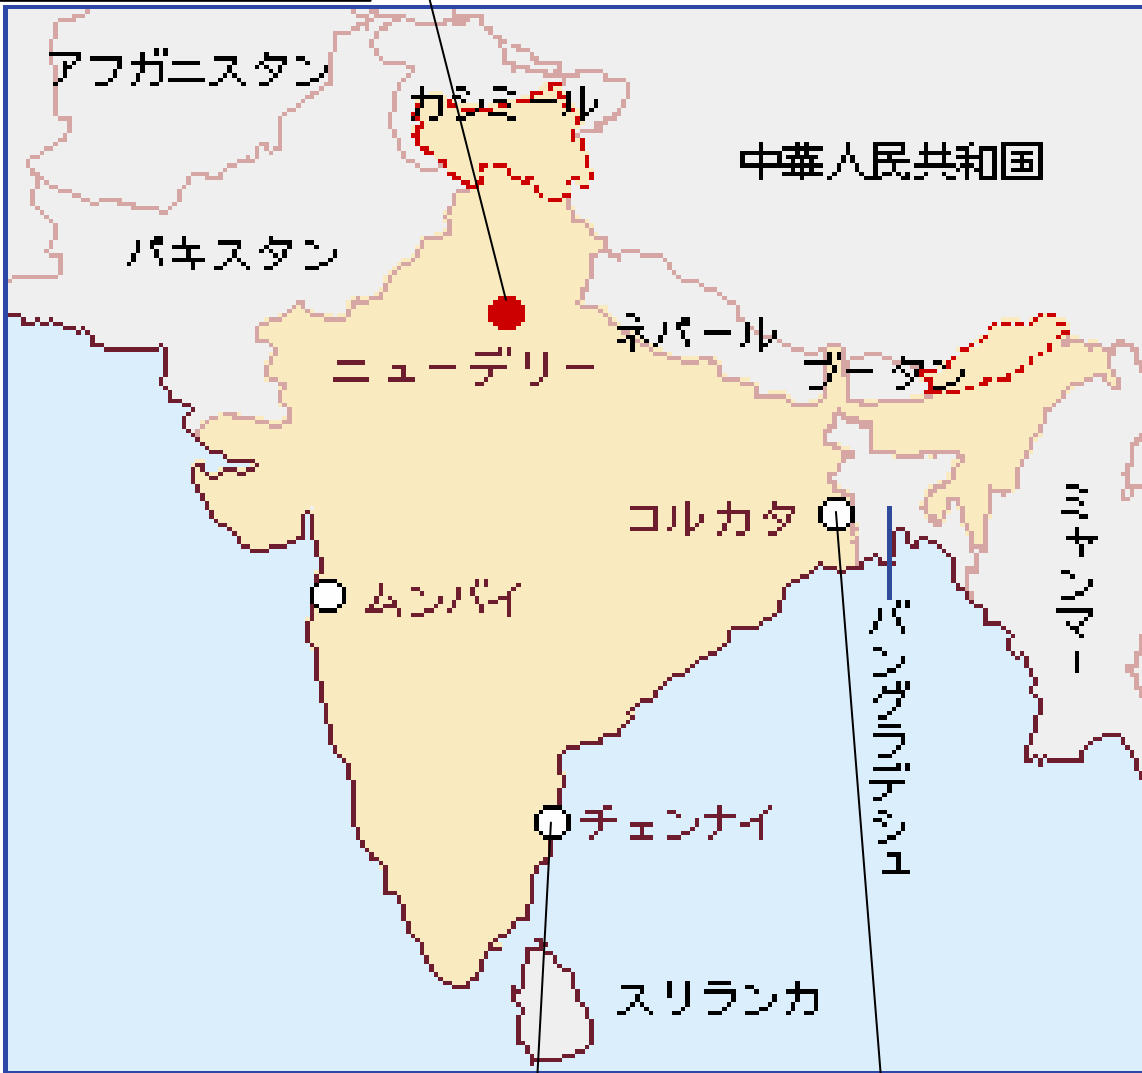 アフガニスタン
カシミール
中華人民共和国
パキスタン
ネパール
ニューデリー
ブータン
コルカタ
ミャンマー
ムンバイ
バングラデシュ
チェンナイ
スリランカ